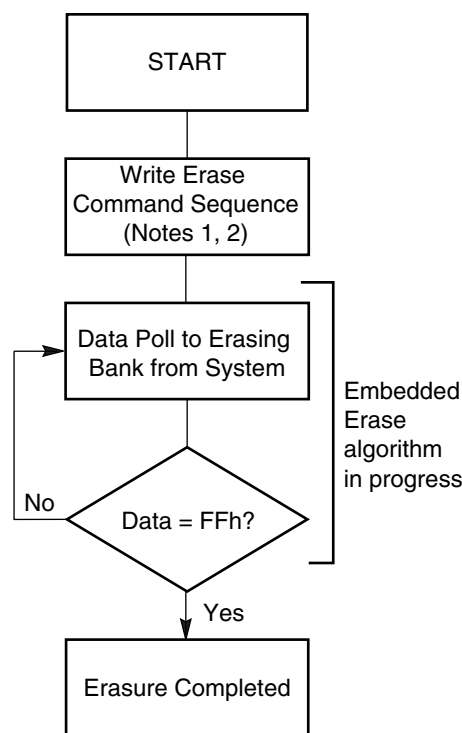 START
Write Erase
Command Sequence
(Notes 1, 2)
Data Poll to Erasing
Bank from System
Embedded
Erase
algorithm
in progress
No
Data = FFh?
Yes
Erasure Completed